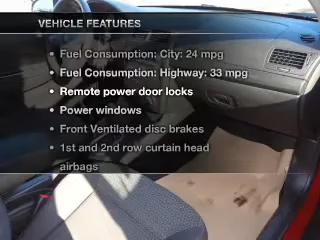 VEHICLE FEATURES
• Fuel Consumption: City: 24 mpg
• Fuel Consumption: Highway: 33 mpg
• Remote power door locks
• Power windows
• Front Ventilated disc brakes
• 1st and 2nd row curtain head
airbags